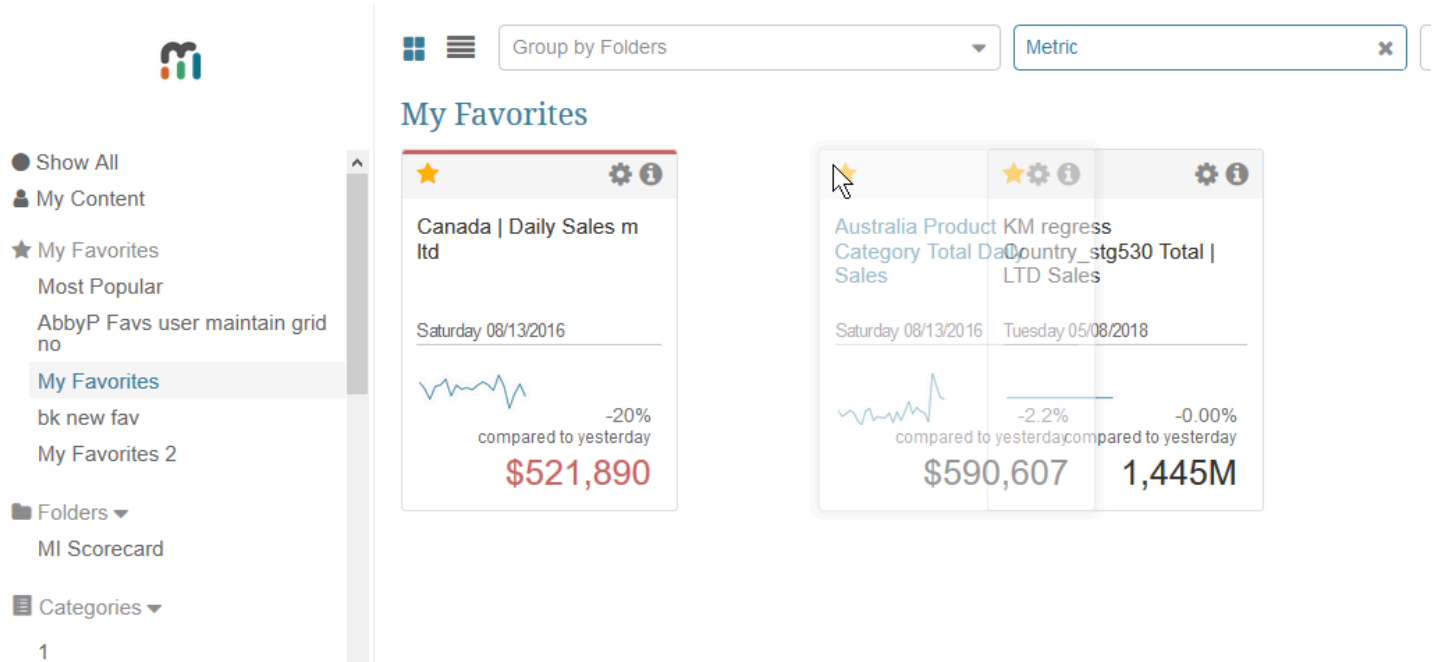 Group by Folders
Metric
My Favorites
Show All
My Content
My Favorites
Most Popular
AbbyP Favs user maintain grid
no
My Favorites
bk new fav
My Favorites 2
Folders
MI Scorecard
Categories
1
Canada | Daily Sales m
ltd
Saturday 08/13/2016
-20%
compared to yesterday
$521,890
Australia Product
Category Total Daily
Sales
Saturday 08/13/2016
-2.2%
compared to yesterday
$590,607
KM regress
Country_stg530 Total |
LTD Sales
Tuesday 05/08/2018
-0.00%
compared to yesterday
1,445M